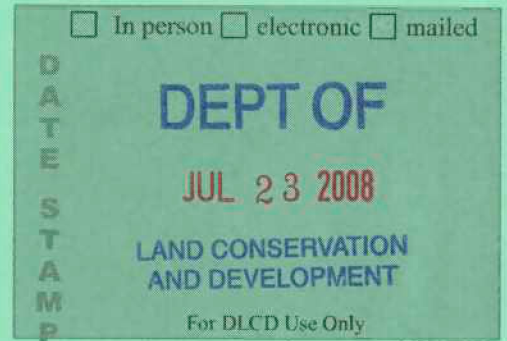 ☐ In person ☐ electronic ☐ mailed
DATE STAMP
DEPT OF
JUL 23 2008
LAND CONSERVATION
AND DEVELOPMENT
For DLCD Use Only